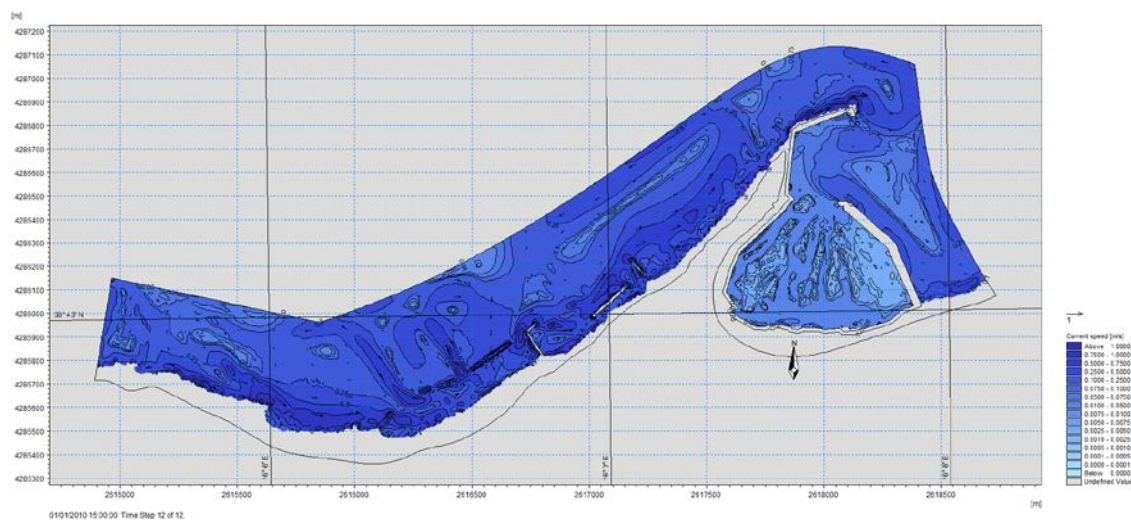 [m]
4287200
4287100
4287000
4286900
4286800
4286700
4286600
4286500
4286400
4286300
4286200
4286100
4286000
4285900
4285800
4285700
4285600
4285500
4285400
4285300
38°43' N
N
2615000 2615500 2616000 2616500 2617000 2617500 2618000 2618500
[m]
1
Current speed [m/s]
Above 1.0000
0.7500 - 1.0000
0.5000 - 0.7500
0.2500 - 0.5000
0.1000 - 0.2500
0.0750 - 0.1000
0.0500 - 0.0750
0.0100 - 0.0500
0.0075 - 0.0100
0.0050 - 0.0075
0.0025 - 0.0050
0.0010 - 0.0025
0.0005 - 0.0010
0.0001 - 0.0005
0.0000 - 0.0001
Below 0.0000
Undefined Value
01/01/2010 15:00:00 Time Step 12 of 12.